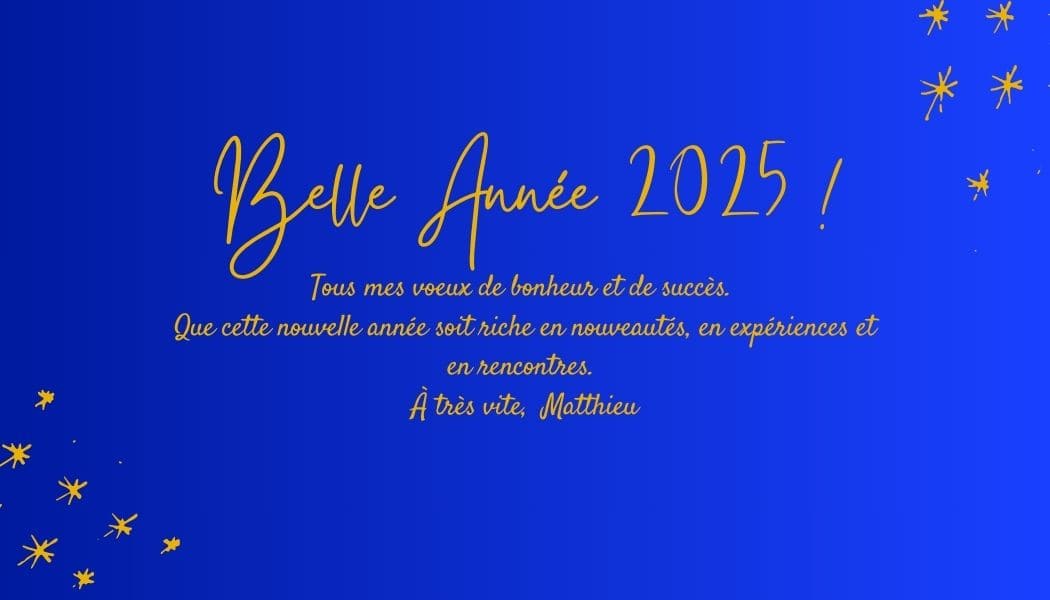 Belle Année 2025 !
Tous mes voeux de bonheur et de succès.
Que cette nouvelle année soit riche en nouveautés, en expériences et
en rencontres.
À très vite, Matthieu